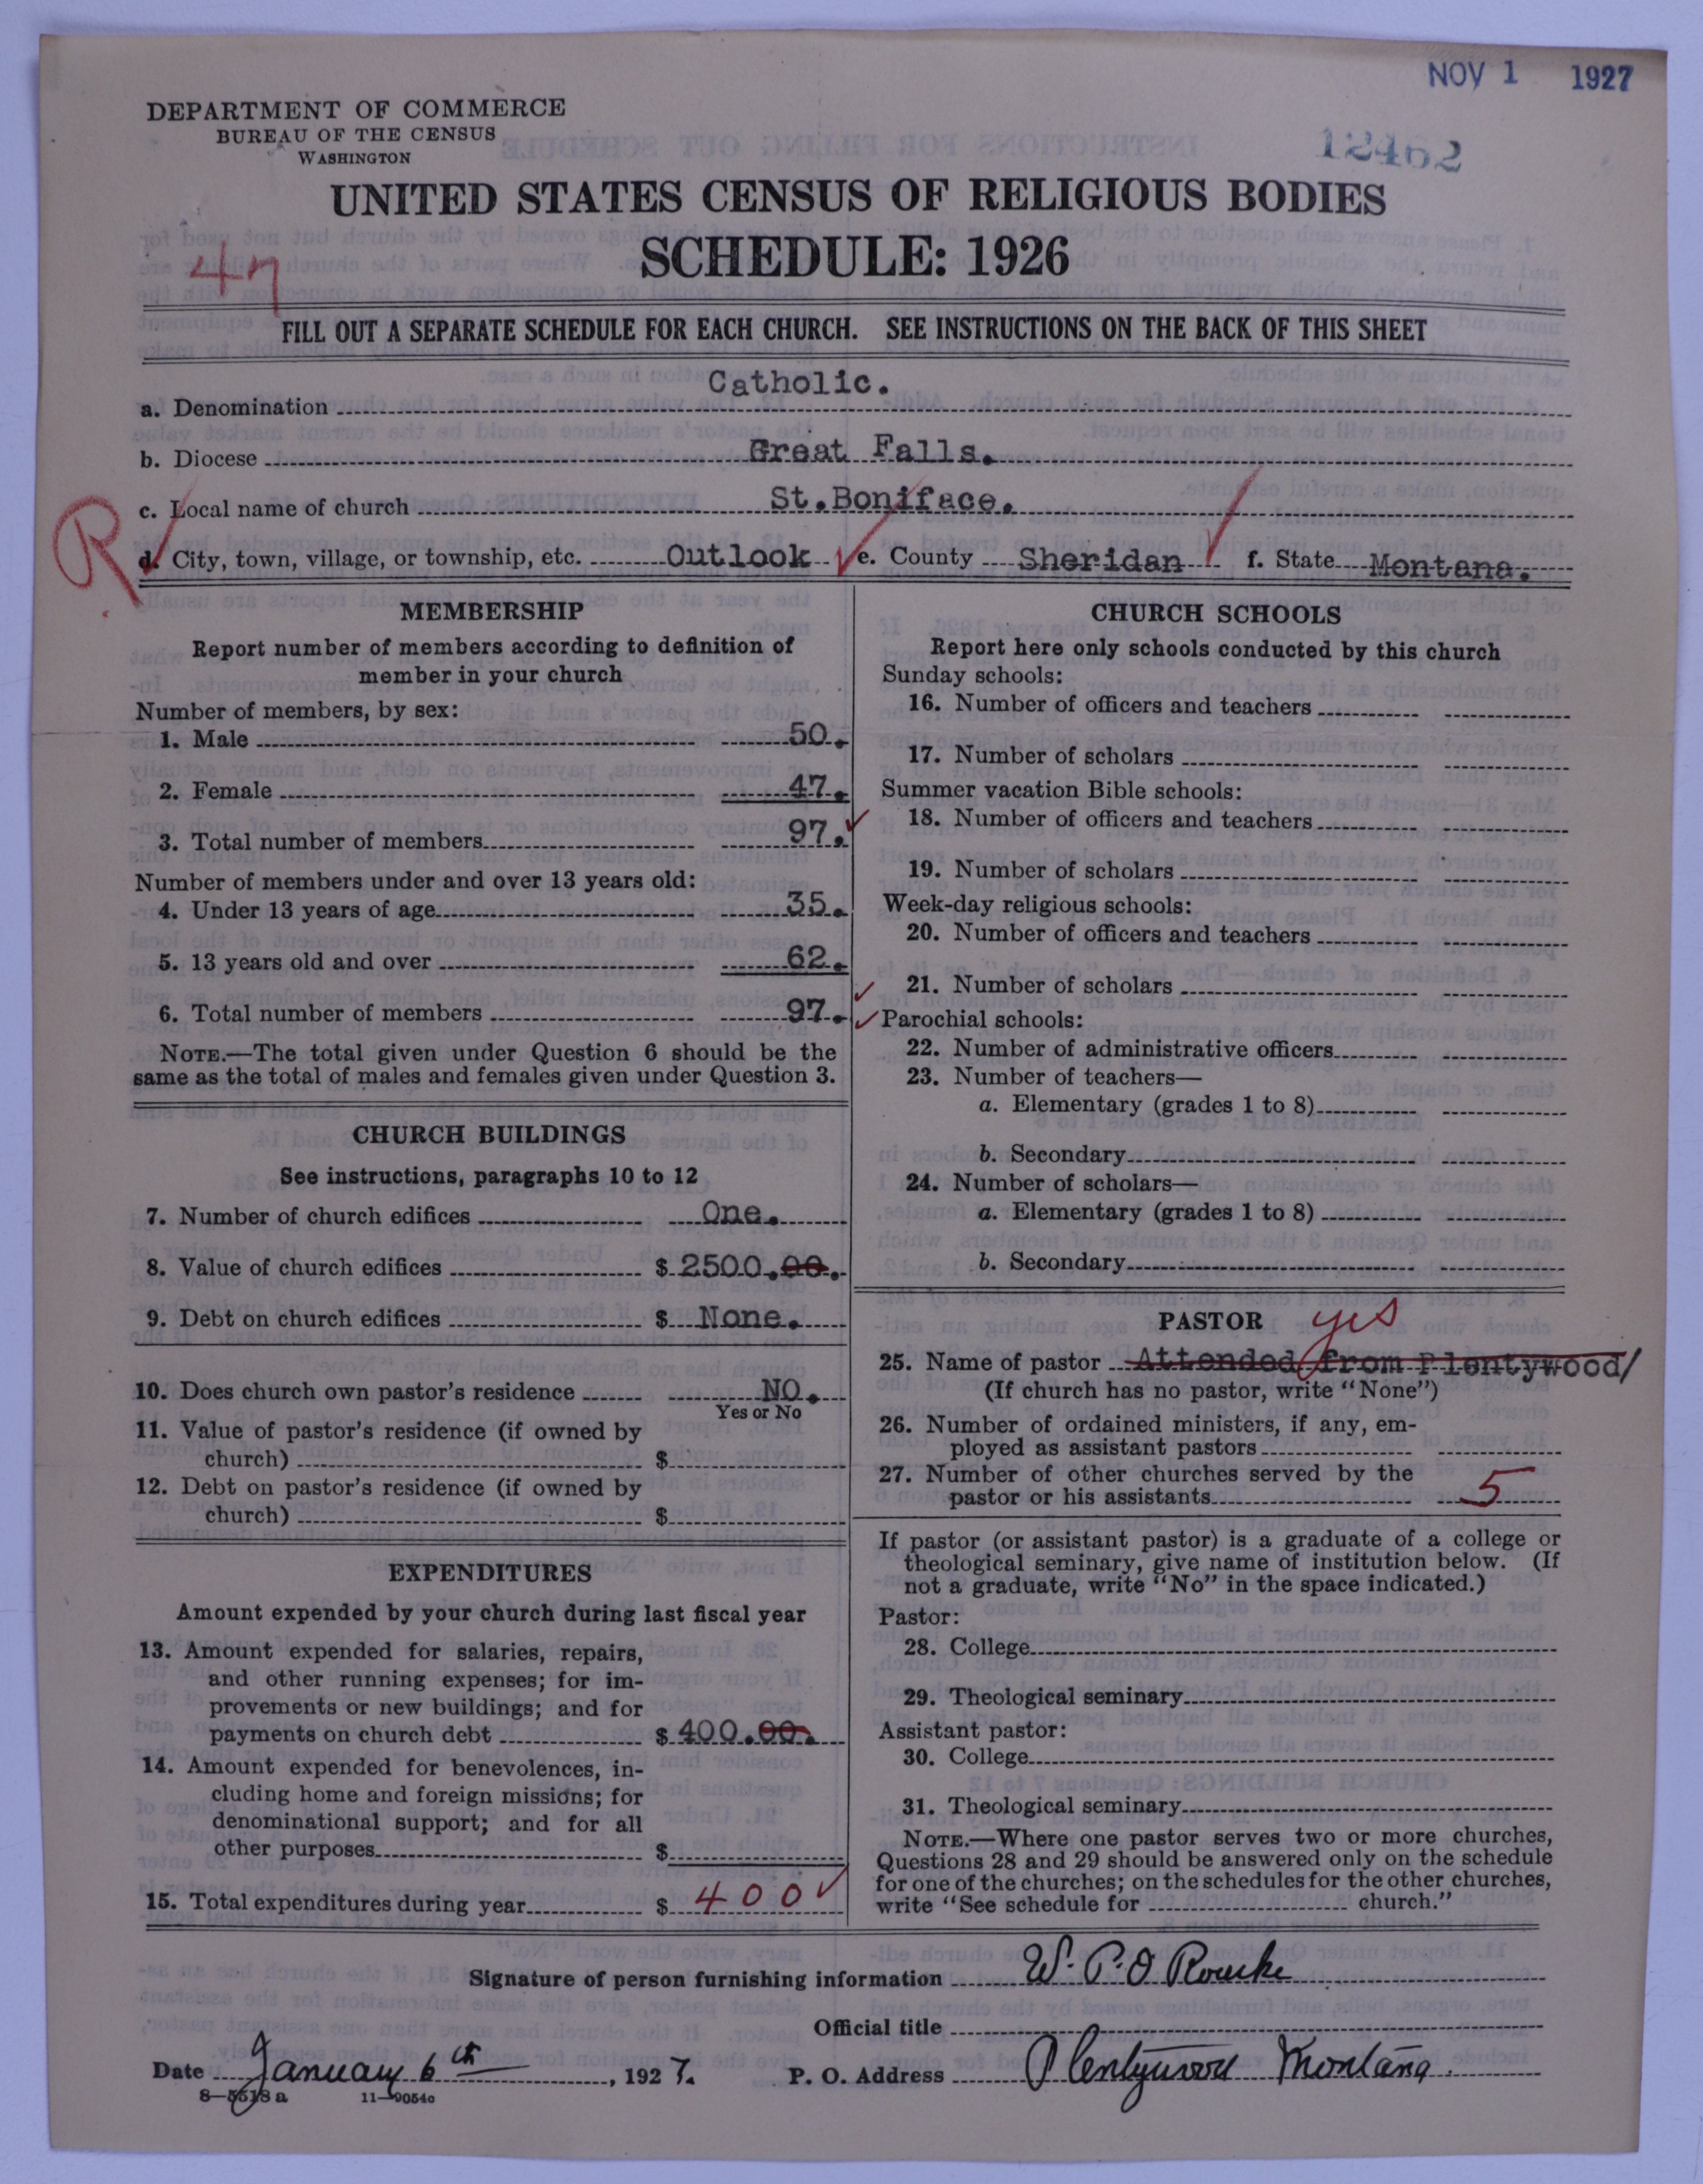 NOV 1 1927
DEPARTMENT OF COMMERCE
BUREAU OF THE CENSUS
WASHINGTON
12462
UNITED STATES CENSUS OF RELIGIOUS BODIES
SCHEDULE: 1926
FILL OUT A SEPARATE SCHEDULE FOR EACH CHURCH. SEE INSTRUCTIONS ON THE BACK OF THIS SHEET
a. Denomination Catholic.
b. Diocese Great Falls.
R
c. Local name of church St.Boniface.
d. City, town, village, or township, etc. Outlook e. County Sheridan f. State Montana.
MEMBERSHIP
Report number of members according to definition of
member in your church
Number of members, by sex:
1. Male 50.
2. Female 47.
3. Total number of members 97.
Number of members under and over 13 years old:
4. Under 13 years of age 35.
5. 13 years old and over 62.
6. Total number of members 97.
NOTE.—The total given under Question 6 should be the
same as the total of males and females given under Question 3.
CHURCH BUILDINGS
See instructions, paragraphs 10 to 12
7. Number of church edifices One.
8. Value of church edifices $ 2500.00.
9. Debt on church edifices $ None.
10. Does church own pastor's residence NO.
Yes or No
11. Value of pastor's residence (if owned by
church) $
12. Debt on pastor's residence (if owned by
church) $
EXPENDITURES
Amount expended by your church during last fiscal year
13. Amount expended for salaries, repairs,
and other running expenses; for im-
provements or new buildings; and for
payments on church debt $ 400.00.
14. Amount expended for benevolences, in-
cluding home and foreign missions; for
denominational support; and for all
other purposes $
15. Total expenditures during year $ 400
CHURCH SCHOOLS
Report here only schools conducted by this church
Sunday schools:
16. Number of officers and teachers
17. Number of scholars
Summer vacation Bible schools:
18. Number of officers and teachers
19. Number of scholars
Week-day religious schools:
20. Number of officers and teachers
21. Number of scholars
Parochial schools:
22. Number of administrative officers
23. Number of teachers—
a. Elementary (grades 1 to 8)
b. Secondary
24. Number of scholars—
a. Elementary (grades 1 to 8)
b. Secondary
PASTOR yes
25. Name of pastor Attended from Plentywood/
(If church has no pastor, write "None")
26. Number of ordained ministers, if any, em-
ployed as assistant pastors
27. Number of other churches served by the
pastor or his assistants 5
If pastor (or assistant pastor) is a graduate of a college or
theological seminary, give name of institution below. (If
not a graduate, write "No" in the space indicated.)
Pastor:
28. College
29. Theological seminary
Assistant pastor:
30. College
31. Theological seminary
NOTE.—Where one pastor serves two or more churches,
Questions 28 and 29 should be answered only on the schedule
for one of the churches; on the schedules for the other churches,
write "See schedule for church."
Signature of person furnishing information W. P. O Rourke
Official title
Date January 6th, 1927. P. O. Address Plentywood Montana.
8—5518a 11—9054c